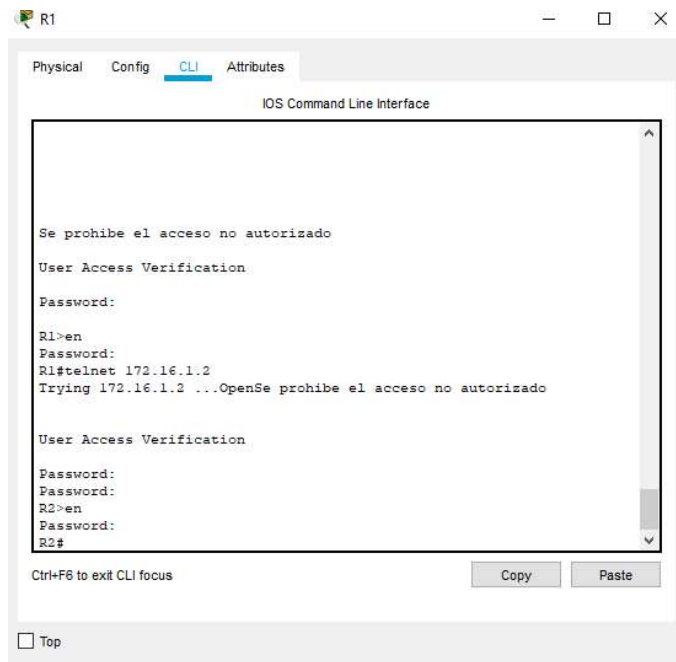 R1
Physical Config CLI Attributes
IOS Command Line Interface
Se prohibe el acceso no autorizado
User Access Verification
Password:
R1>en
Password:
R1#telnet 172.16.1.2
Trying 172.16.1.2 ...OpenSe prohibe el acceso no autorizado
User Access Verification
Password:
Password:
R2>en
Password:
R2#
Ctrl+F6 to exit CLI focus
Copy Paste
Top